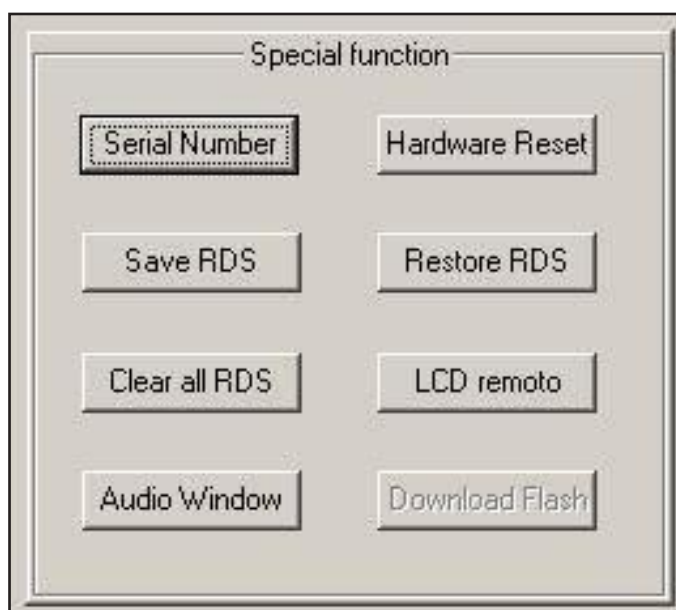 Special function
Serial Number
Hardware Reset
Save RDS
Restore RDS
Clear all RDS
LCD remoto
Audio Window
Download Flash